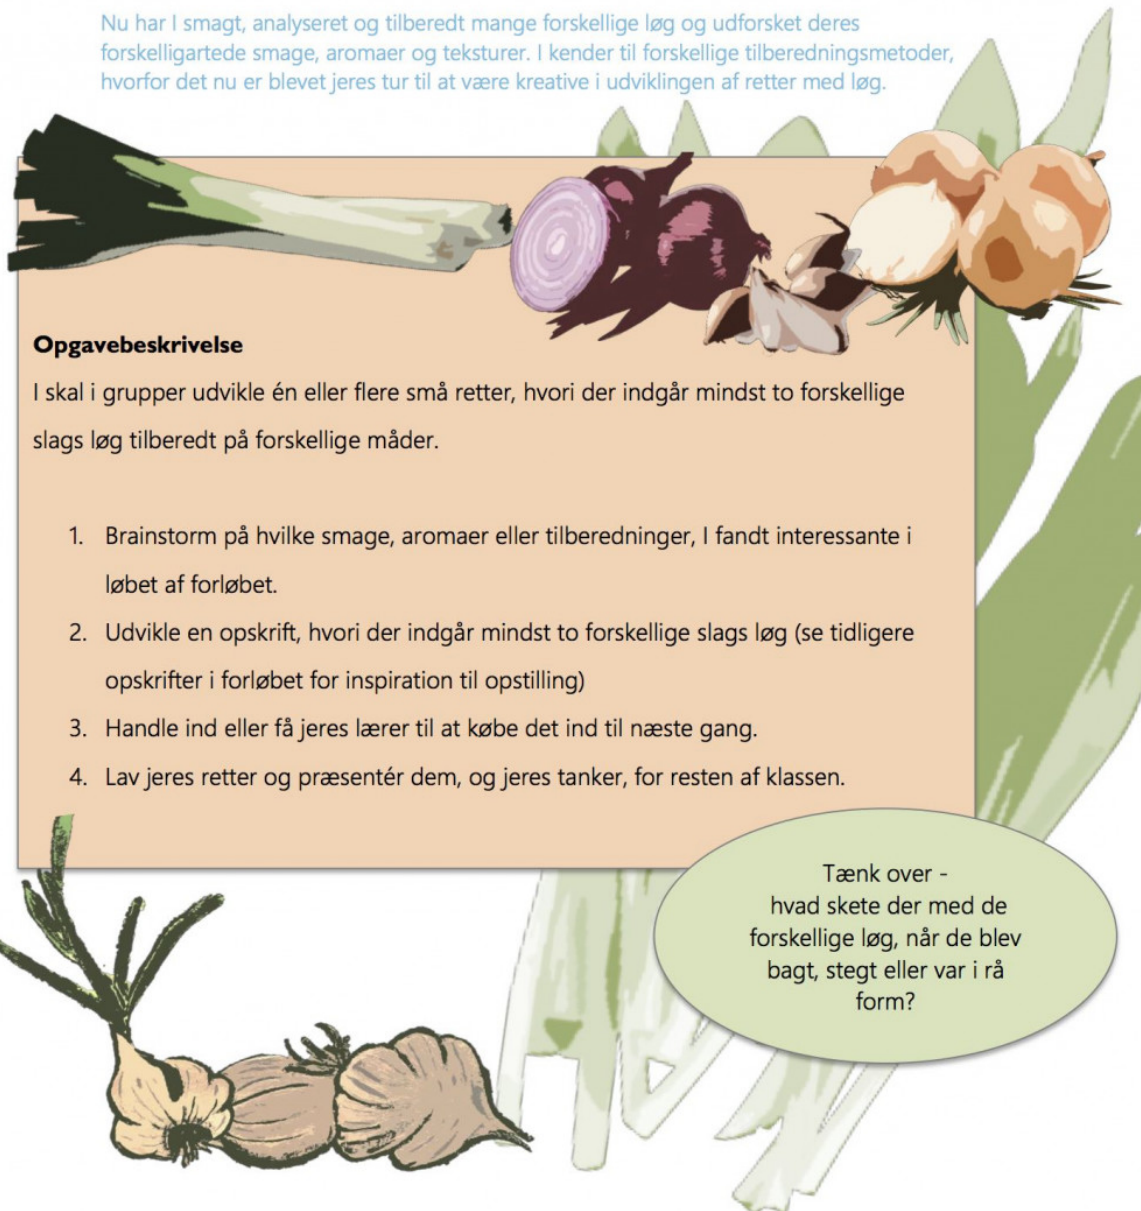 Nu har I smagt, analyseret og tilberedt mange forskellige løg og udforsket deres
forskelligartede smage, aromaer og teksturer. I kender til forskellige tilberedningsmetoder,
hvorfor det nu er blevet jeres tur til at være kreative i udviklingen af retter med løg.
Opgavebeskrivelse
I skal i grupper udvikle én eller flere små retter, hvori der indgår mindst to forskellige
slags løg tilberedt på forskellige måder.
1. Brainstorm på hvilke smage, aromaer eller tilberedninger, I fandt interessante i
løbet af forløbet.
2. Udvikle en opskrift, hvori der indgår mindst to forskellige slags løg (se tidligere
opskrifter i forløbet for inspiration til opstilling)
3. Handle ind eller få jeres lærer til at købe det ind til næste gang.
4. Lav jeres retter og præsentér dem, og jeres tanker, for resten af klassen.
Tænk over -
hvad skete der med de
forskellige løg, når de blev
bagt, stegt eller var i rå
form?